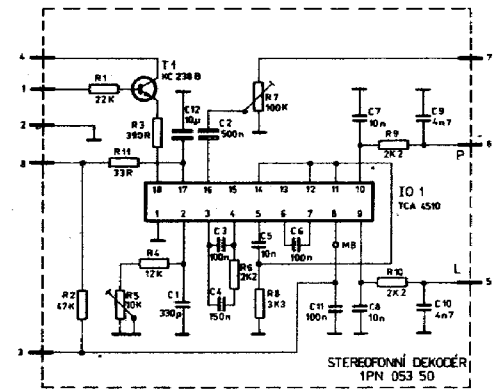 4
T1
KC 238 B
7
1
R1
22K
R7
100K
C12
10µ
C2
500n
C7
10n
C9
4n7
2
R3
390R
R9
2K2
6
P
8
R11
33R
18 17 16 15 14 13 12 11 10
IO 1
TCA 4510
1 2 3 4 5 6 7 8 9
C3
100n
C5
10n
C6
100n
MB
R4
12K
R6
2K2
L
5
R10
2K2
R2
47K
R5
10K
C1
330p
C4
150n
R8
3K3
C11
100n
C8
10n
C10
4n7
3
STEREOFONNÍ DEKODÉR
1PN 053 50